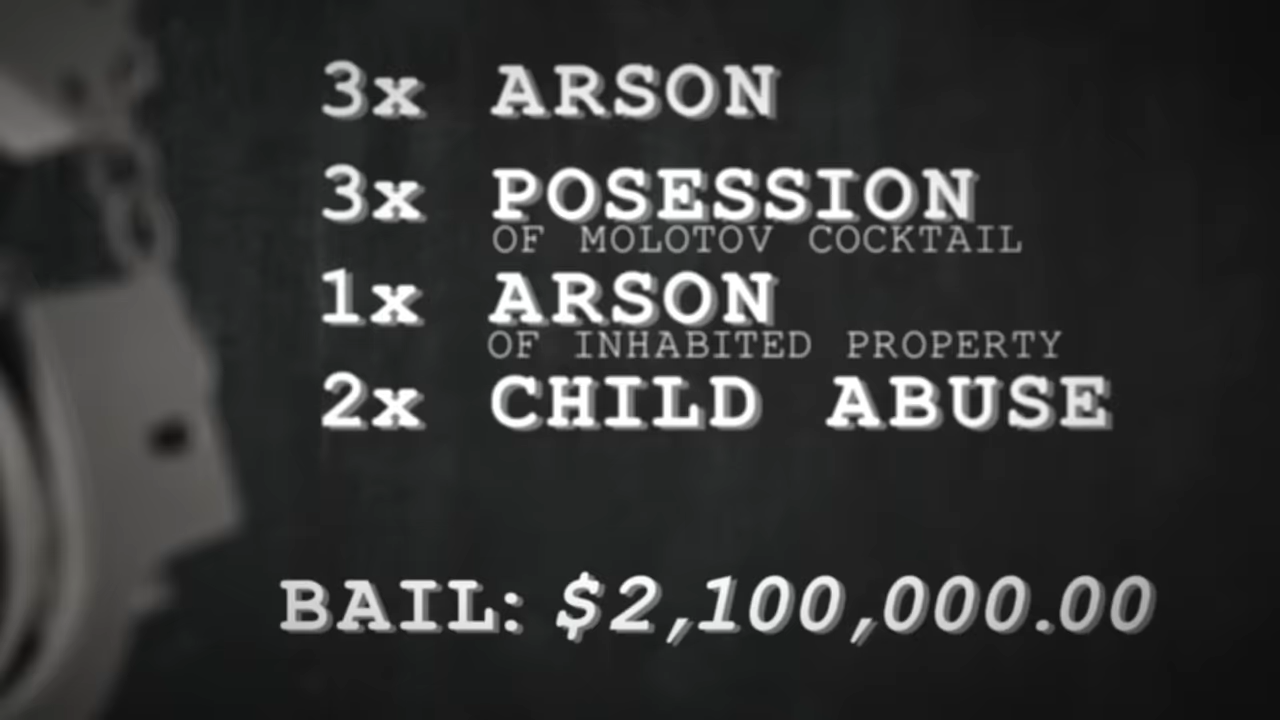 3x ARSON
3x POSESSION
OF MOLOTOV COCKTAIL
1x ARSON
OF INHABITED PROPERTY
2x CHILD ABUSE
BAIL: $2,100,000.00